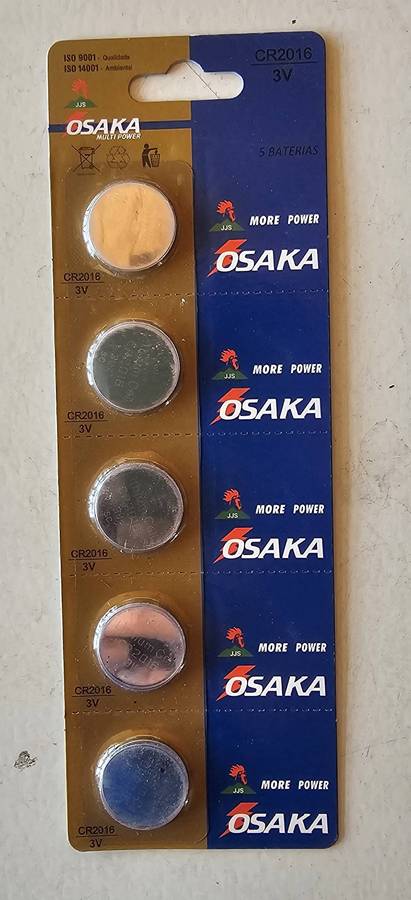 ISO 9001 - Qualidade
ISO 14001 - Ambiental
CR2016
3V
JJS
OSAKA
MULTI POWER
5 BATERIAS
JJS
MORE POWER
OSAKA
CR2016
3V
JJS
MORE POWER
OSAKA
CR2016
3V
JJS
MORE POWER
OSAKA
CR2016
3V
JJS
MORE POWER
OSAKA
CR2016
3V
JJS
MORE POWER
OSAKA
CR2016
3V